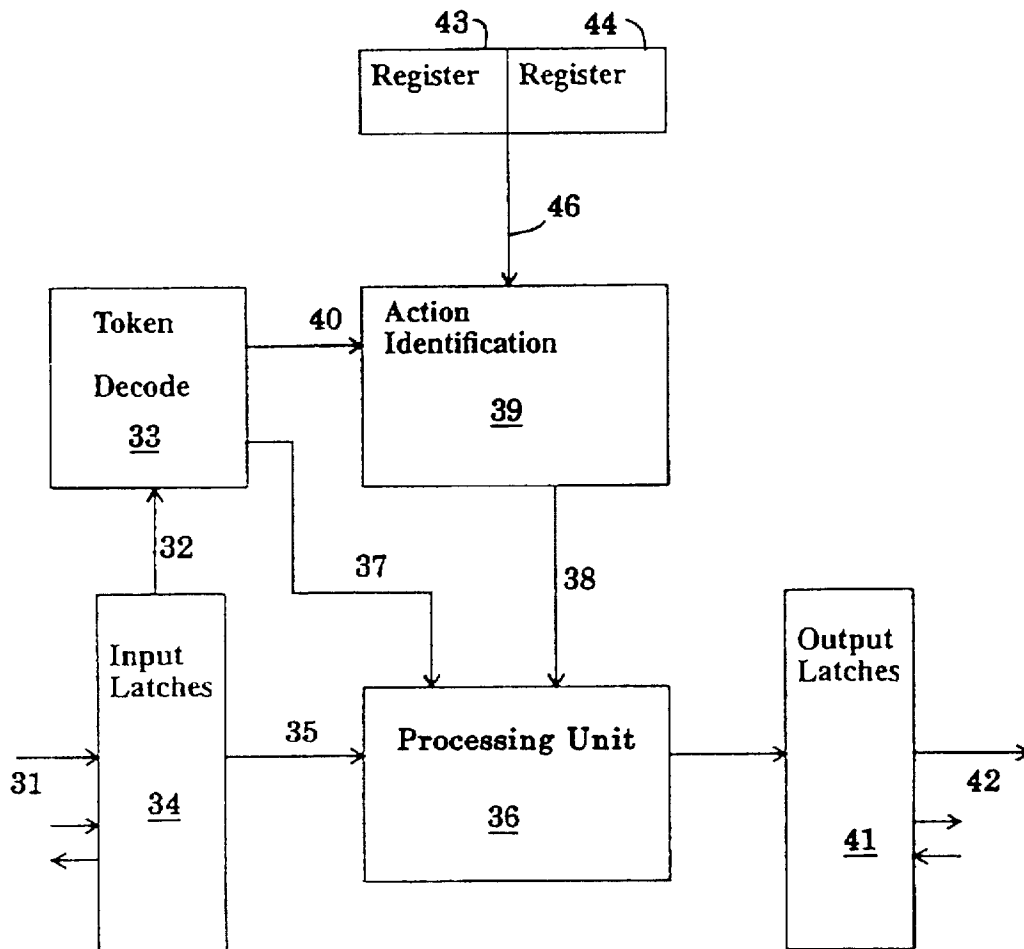 43
44
Register
Register
46
Token
Decode
33
40
Action
Identification
39
32
37
38
Input
Latches
34
31
35
Processing Unit
36
Output
Latches
41
42